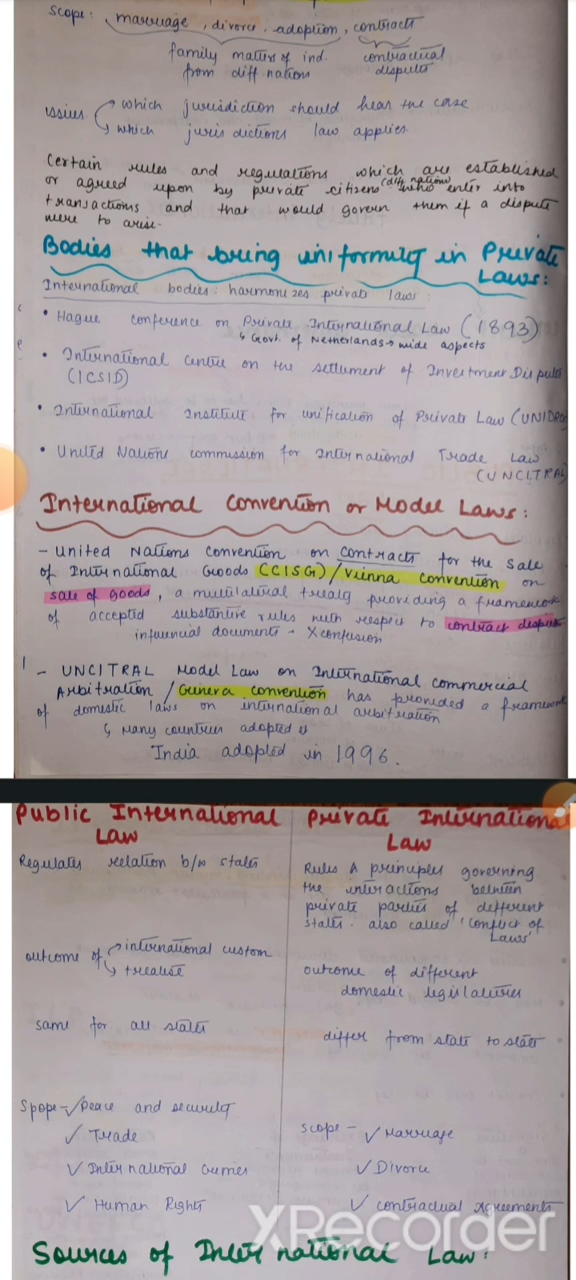 scope: marriage, divorce, adoption, contracts
family matters of ind. contractual
from diff nations disputes
issues which jurisdiction should hear the case
which jurisdictions law applies
Certain rules and regulations which are established
or agreed upon by private citizens (diff nations) who enter into
transactions and that would govern them if a dispute
were to arise.
Bodies that bring uniformity in Private
Laws:
International bodies: harmonizes private law:
• Hague conference on Private International Law (1893)
↳ Govt. of Netherlands → wide aspects
• International Centre on the settlement of Investment Dispute
(ICSID)
• International Institute for unification of Private Law (UNIDRO
• United Nations commission for International Trade Law
(UNCITRAL
International Convention or Model Laws:
- United Nations Convention on contracts for the sale
of International Goods (CISG) / Vienna convention on
sale of goods, a multilateral treaty providing a framework
of accepted substantive rules with respect to contract disputes
influencial documents - X confusion
- UNCITRAL Model Law on International commercial
Arbitration / Geneva convention has provided a framework
of domestic laws on international arbitration
↳ Many countries adopted it
India adopted in 1996.
Public International Law
Private International Law
Regulates relation b/w states
Rules & principles governing
the interactions between
private parties of different
states. also called 'conflict of
Laws'
outcome of international custom
↳ treatise
outcome of different
domestic legislatures
same for all states
differ from state to state
Spope - ✓ Peace and security
✓ Trade
✓ International crimes
✓ Human Rights
scope - ✓ Marriage
✓ Divorce
✓ contractual agreements
XRecorder
Sources of International Law: